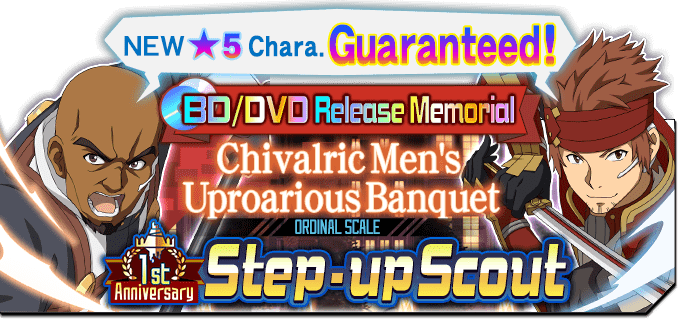 NEW ★5 Chara. Guaranteed!
BD/DVD Release Memorial
Chivalric Men's
Uproarious Banquet
ORDINAL SCALE
1st
Anniversary
Step-up Scout